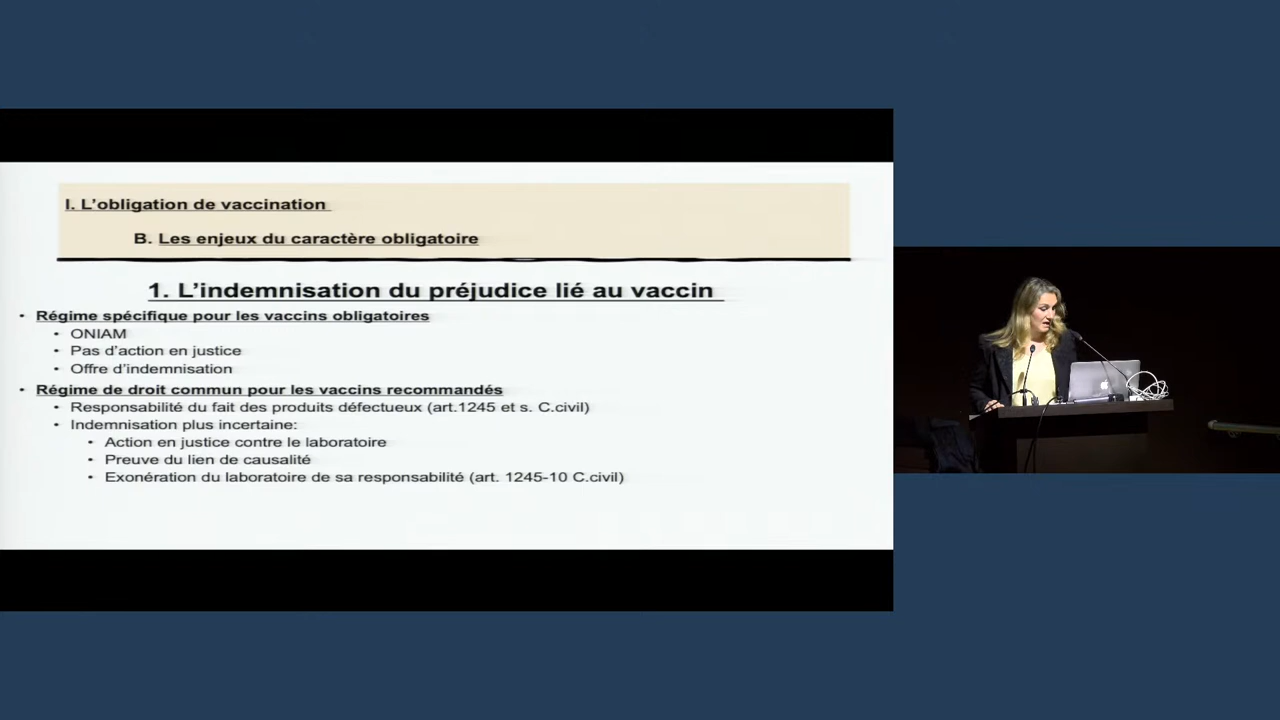 I. L'obligation de vaccination
B. Les enjeux du caractère obligatoire
1. L'indemnisation du préjudice lié au vaccin
• Régime spécifique pour les vaccins obligatoires
• ONIAM
• Pas d'action en justice
• Offre d'indemnisation
• Régime de droit commun pour les vaccins recommandés
• Responsabilité du fait des produits défectueux (art.1245 et s. C.civil)
• Indemnisation plus incertaine:
• Action en justice contre le laboratoire
• Preuve du lien de causalité
• Exonération du laboratoire de sa responsabilité (art. 1245-10 C.civil)